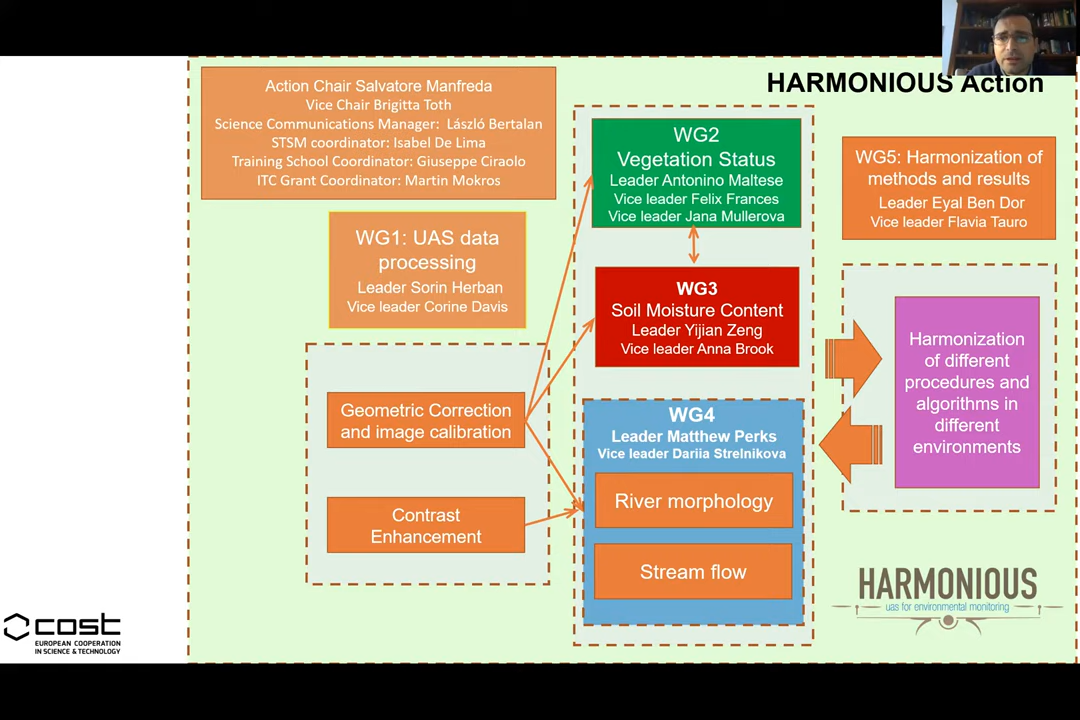 HARMONIOUS Action
Action Chair Salvatore Manfreda
Vice Chair Brigitta Toth
Science Communications Manager: László Bertalan
STSM coordinator: Isabel De Lima
Training School Coordinator: Giuseppe Ciraolo
ITC Grant Coordinator: Martin Mokros
WG1: UAS data
processing
Leader Sorin Herban
Vice leader Corine Davis
Geometric Correction
and image calibration
Contrast
Enhancement
WG2
Vegetation Status
Leader Antonino Maltese
Vice leader Felix Frances
Vice leader Jana Mullerova
WG3
Soil Moisture Content
Leader Yijian Zeng
Vice leader Anna Brook
WG4
Leader Matthew Perks
Vice leader Dariia Strelnikova
River morphology
Stream flow
WG5: Harmonization of
methods and results
Leader Eyal Ben Dor
Vice leader Flavia Tauro
Harmonization
of different
procedures and
algorithms in
different
environments
HARMONIOUS
uas for environmental monitoring
cost
EUROPEAN COOPERATION
IN SCIENCE & TECHNOLOGY